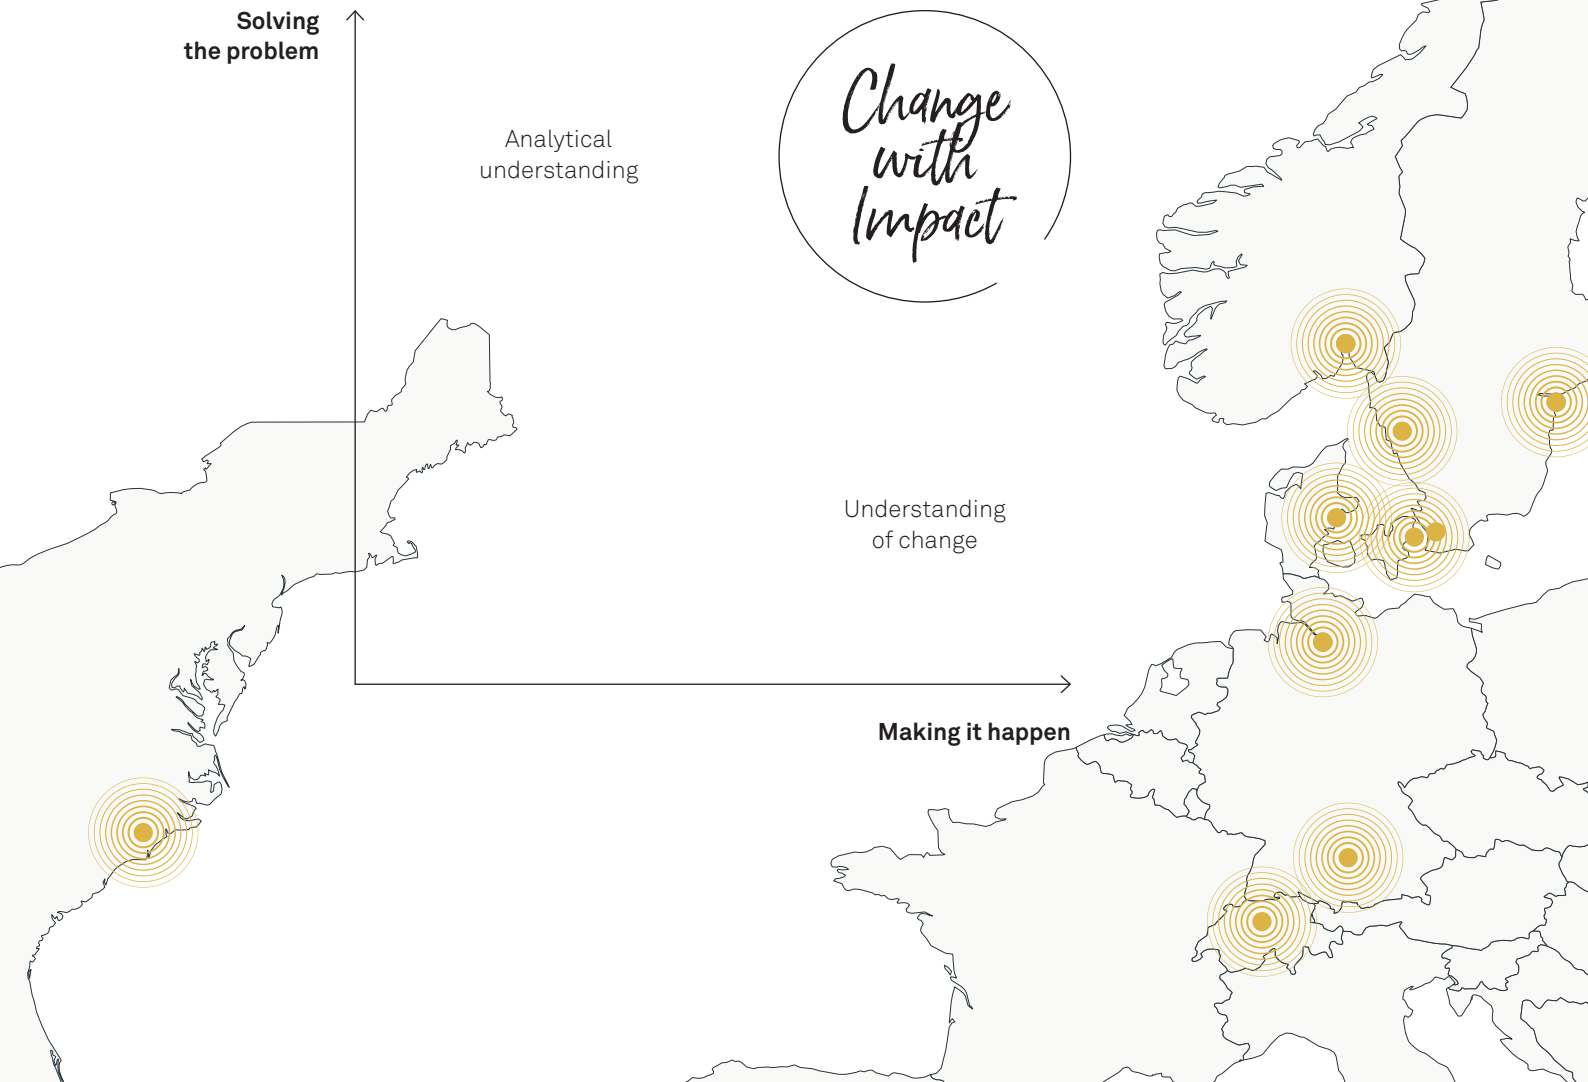 Solving
the problem
Analytical
understanding
Change
with
Impact
Understanding
of change
Making it happen